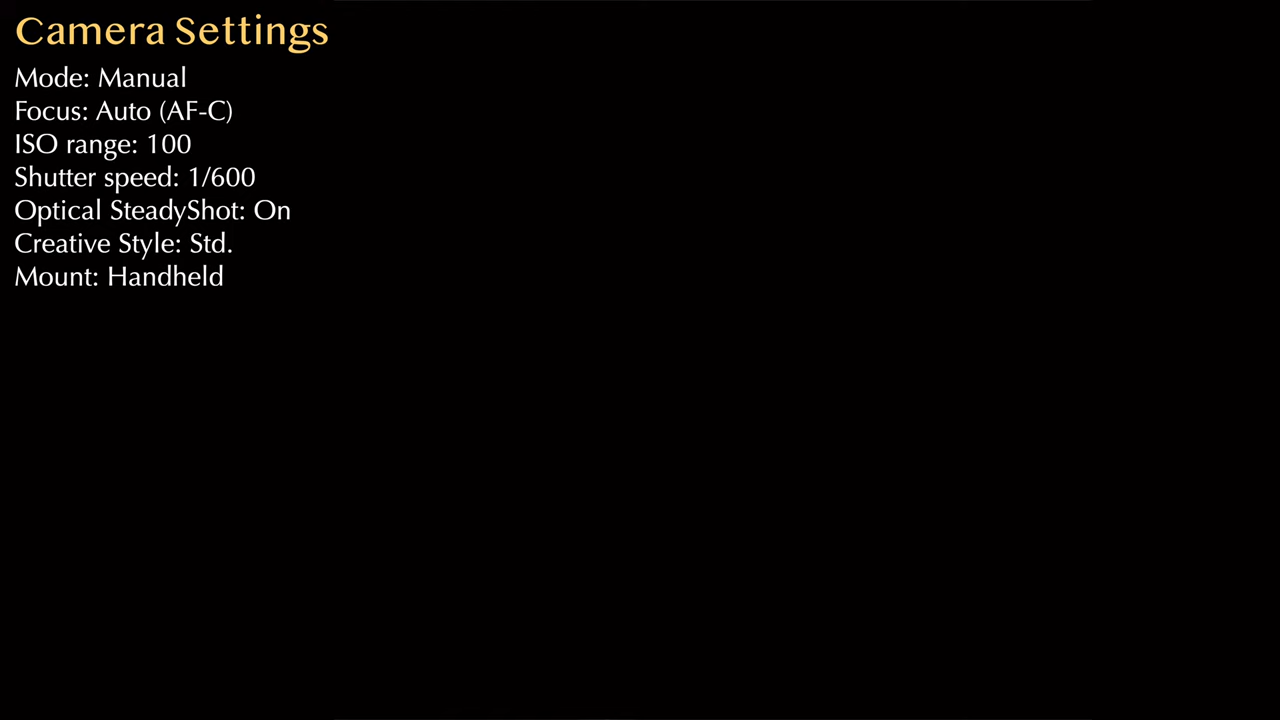 Camera Settings
Mode: Manual
Focus: Auto (AF-C)
ISO range: 100
Shutter speed: 1/600
Optical SteadyShot: On
Creative Style: Std.
Mount: Handheld